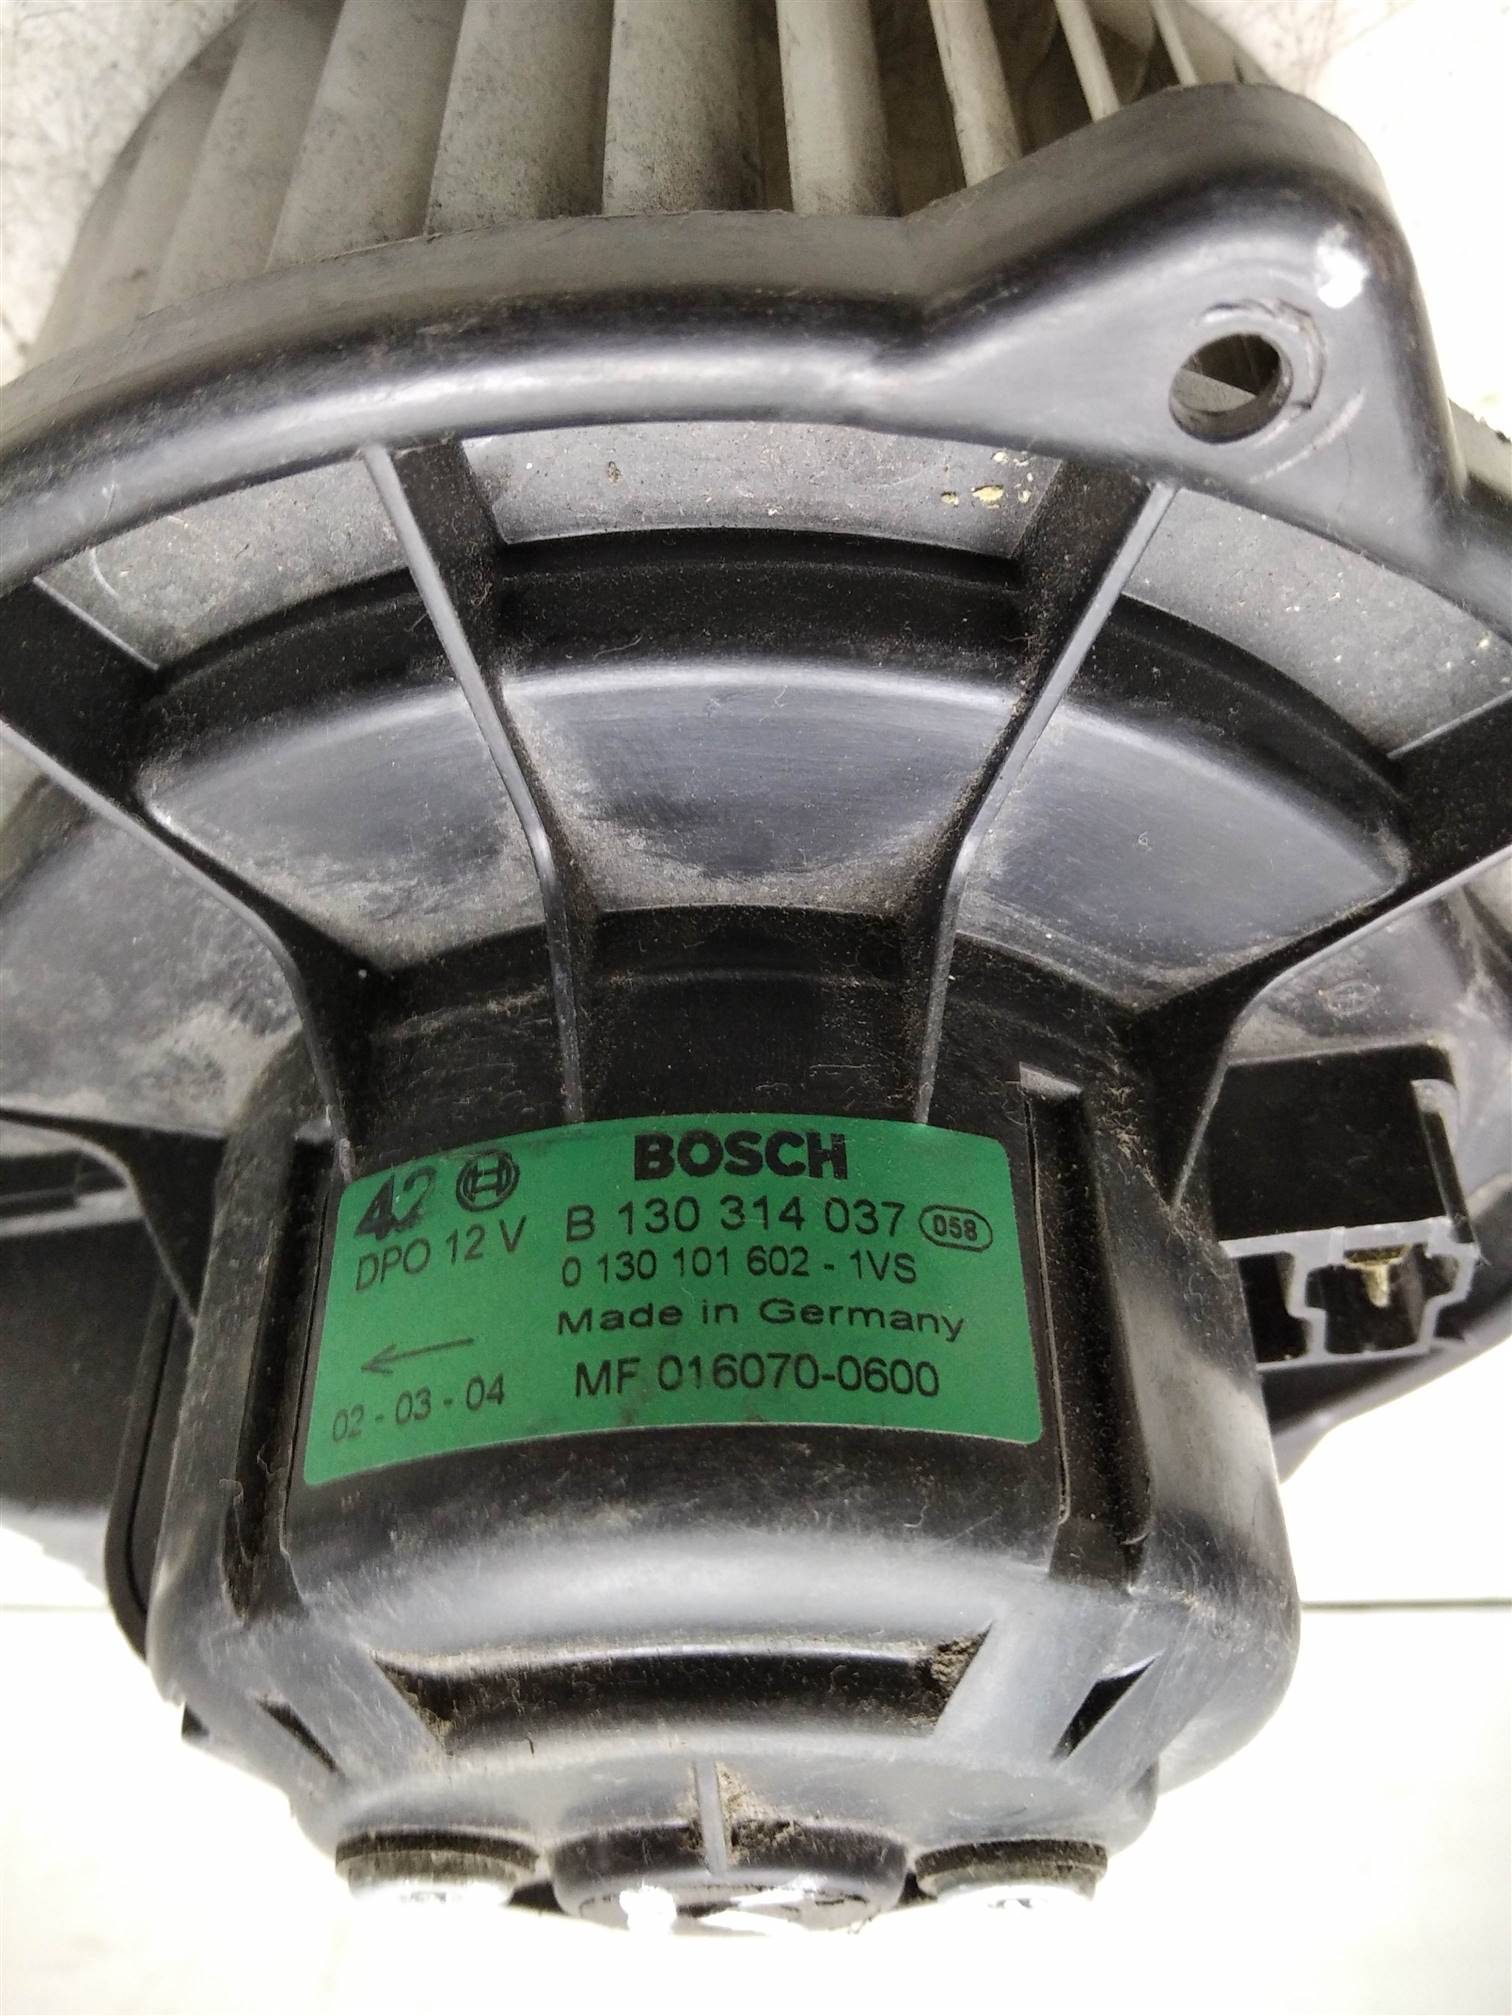 BOSCH
42
DPO 12 V
B 130 314 037 058
0 130 101 602 - 1VS
Made in Germany
MF 016070-0600
02 - 03 - 04